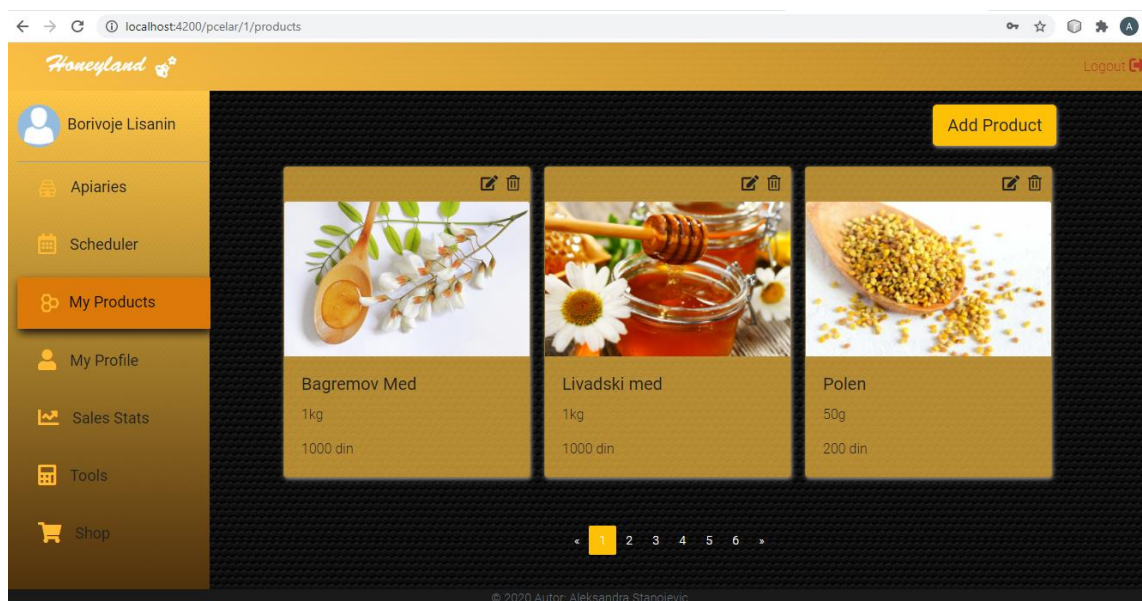 localhost:4200/pcelar/1/products
A
Honeyland
Logout
Borivoje Lisanin
Add Product
Apiaries
Scheduler
My Products
My Profile
Sales Stats
Tools
Shop
Bagremov Med
1kg
1000 din
Livadski med
1kg
1000 din
Polen
50g
200 din
« 1 2 3 4 5 6 »
© 2020 Autor: Aleksandra Stanojevic